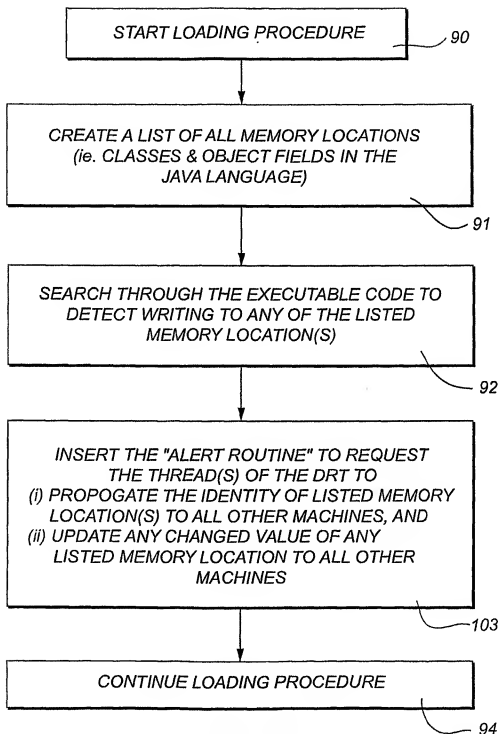 START LOADING PROCEDURE
90
CREATE A LIST OF ALL MEMORY LOCATIONS
(ie. CLASSES & OBJECT FIELDS IN THE
JAVA LANGUAGE)
91
SEARCH THROUGH THE EXECUTABLE CODE TO
DETECT WRITING TO ANY OF THE LISTED
MEMORY LOCATION(S)
92
INSERT THE "ALERT ROUTINE" TO REQUEST
THE THREAD(S) OF THE DRT TO
(i) PROPOGATE THE IDENTITY OF LISTED MEMORY
LOCATION(S) TO ALL OTHER MACHINES, AND
(ii) UPDATE ANY CHANGED VALUE OF ANY
LISTED MEMORY LOCATION TO ALL OTHER
MACHINES
103
CONTINUE LOADING PROCEDURE
94